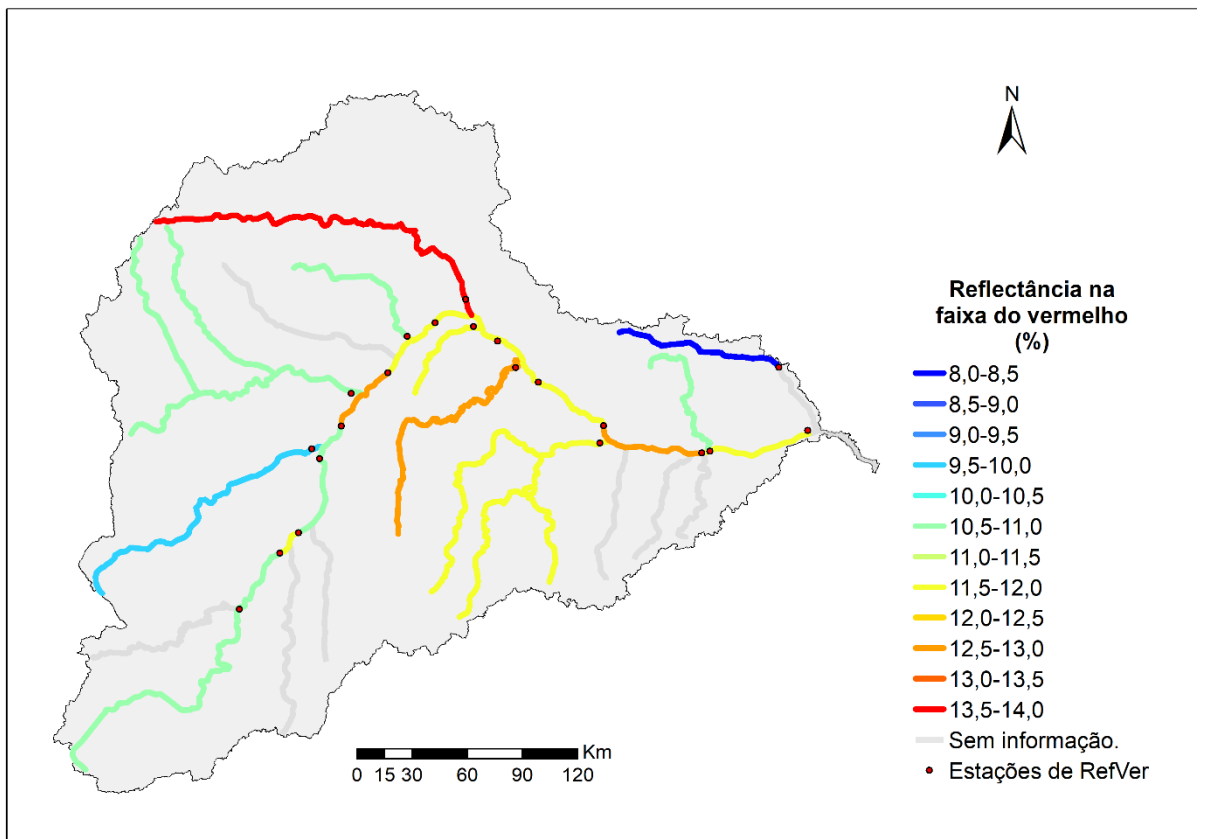 N
Reflectância na
faixa do vermelho
(%)
8,0-8,5
8,5-9,0
9,0-9,5
9,5-10,0
10,0-10,5
10,5-11,0
11,0-11,5
11,5-12,0
12,0-12,5
12,5-13,0
13,0-13,5
13,5-14,0
Sem informação.
Estações de RefVer
Km
0 15 30 60 90 120